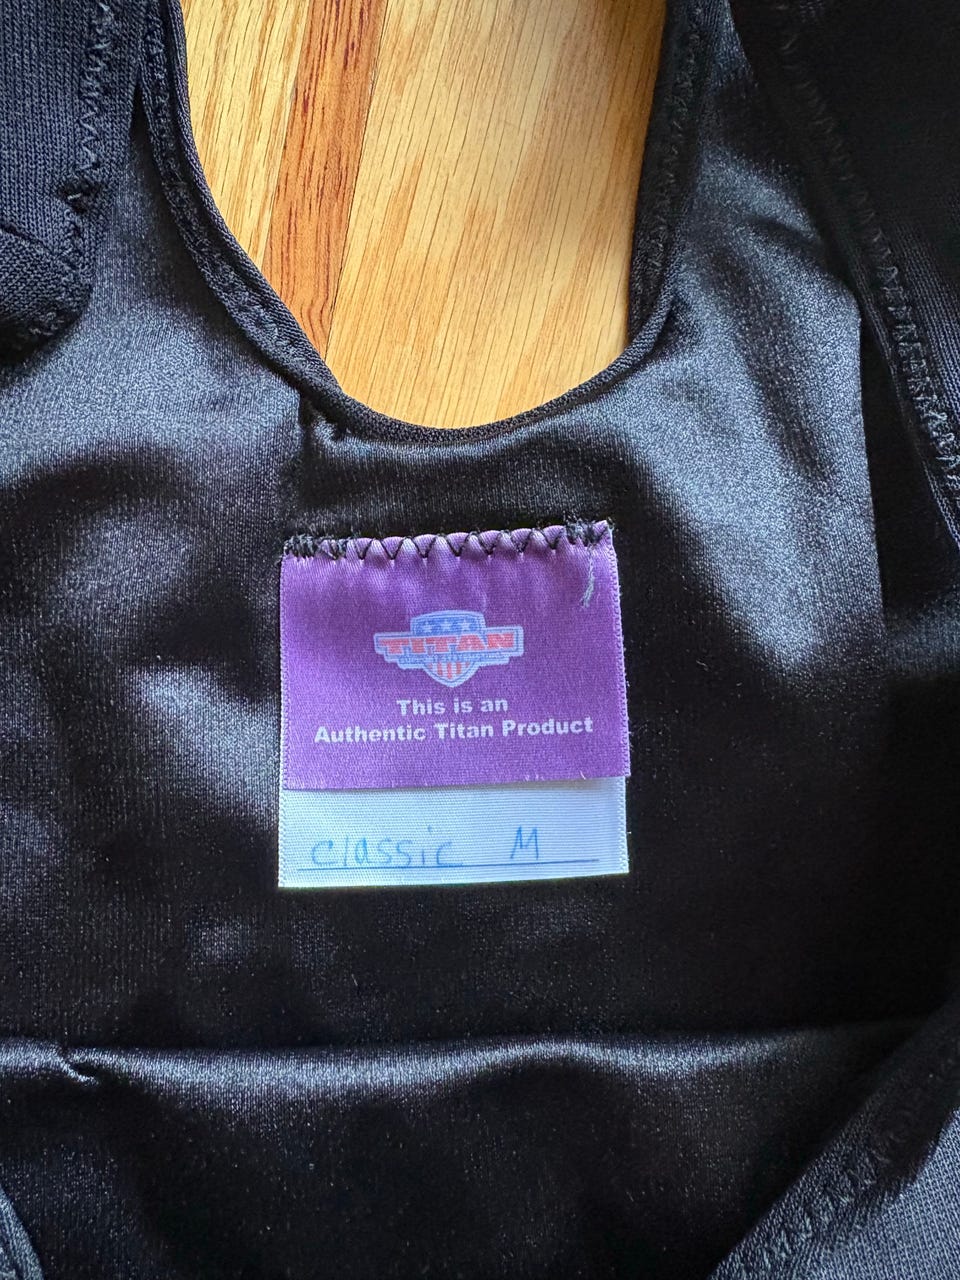 TITAN
This is an
Authentic Titan Product
Classic M